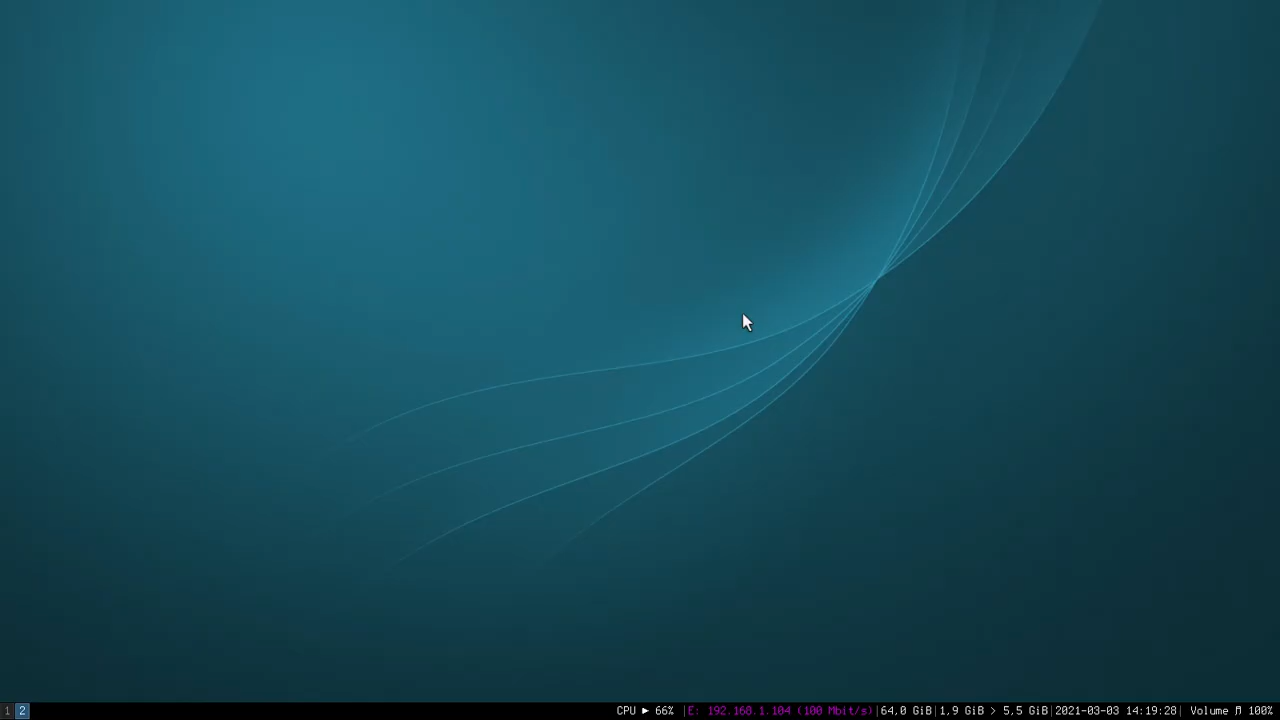 1 2 CPU ► 66% |E: 192.168.1.104 (100 Mbit/s)|64,0 GiB|1,9 GiB > 5,5 GiB|2021-03-03 14:19:28| Volume ♬ 100%